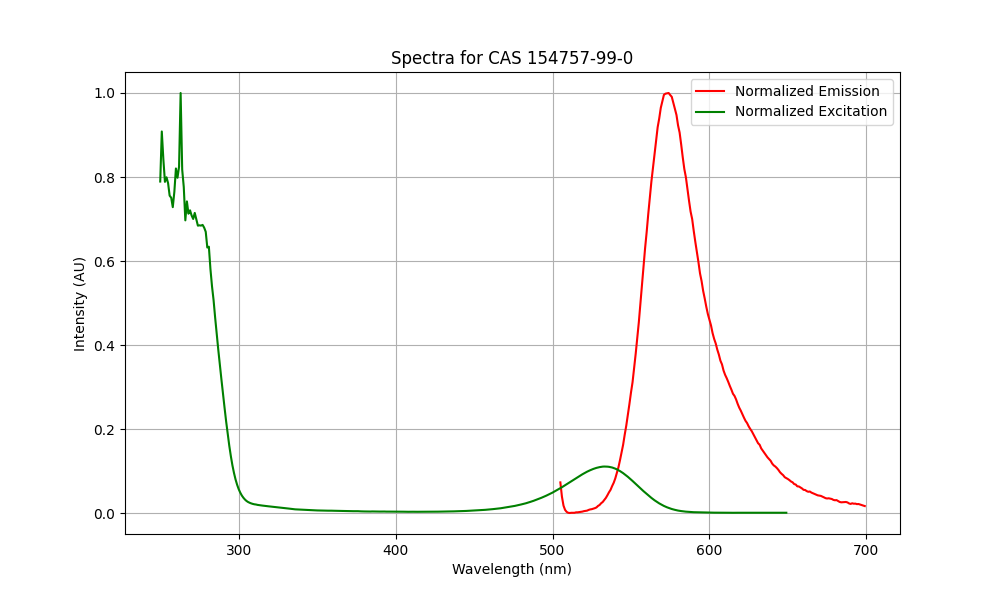 Spectra for CAS 154757-99-0
Normalized Emission
Normalized Excitation
Intensity (AU)
1.0
0.8
0.6
0.4
0.2
0.0
300 400 500 600 700
Wavelength (nm)